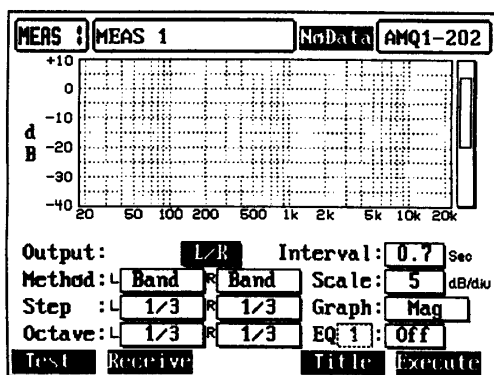 MEAS : MEAS 1 NoData AMQ1-202
+10
0
-10
dB
-20
-30
-40
20 50 100 200 500 1k 2k 5k 10k 20k
Output: L/R Interval: 0.7 Sec
Method: L Band R Band Scale: 5 dB/div
Step : L 1/3 R 1/3 Graph: Mag
Octave: L 1/3 R 1/3 EQ 1 : Off
Test Receive Title Execute